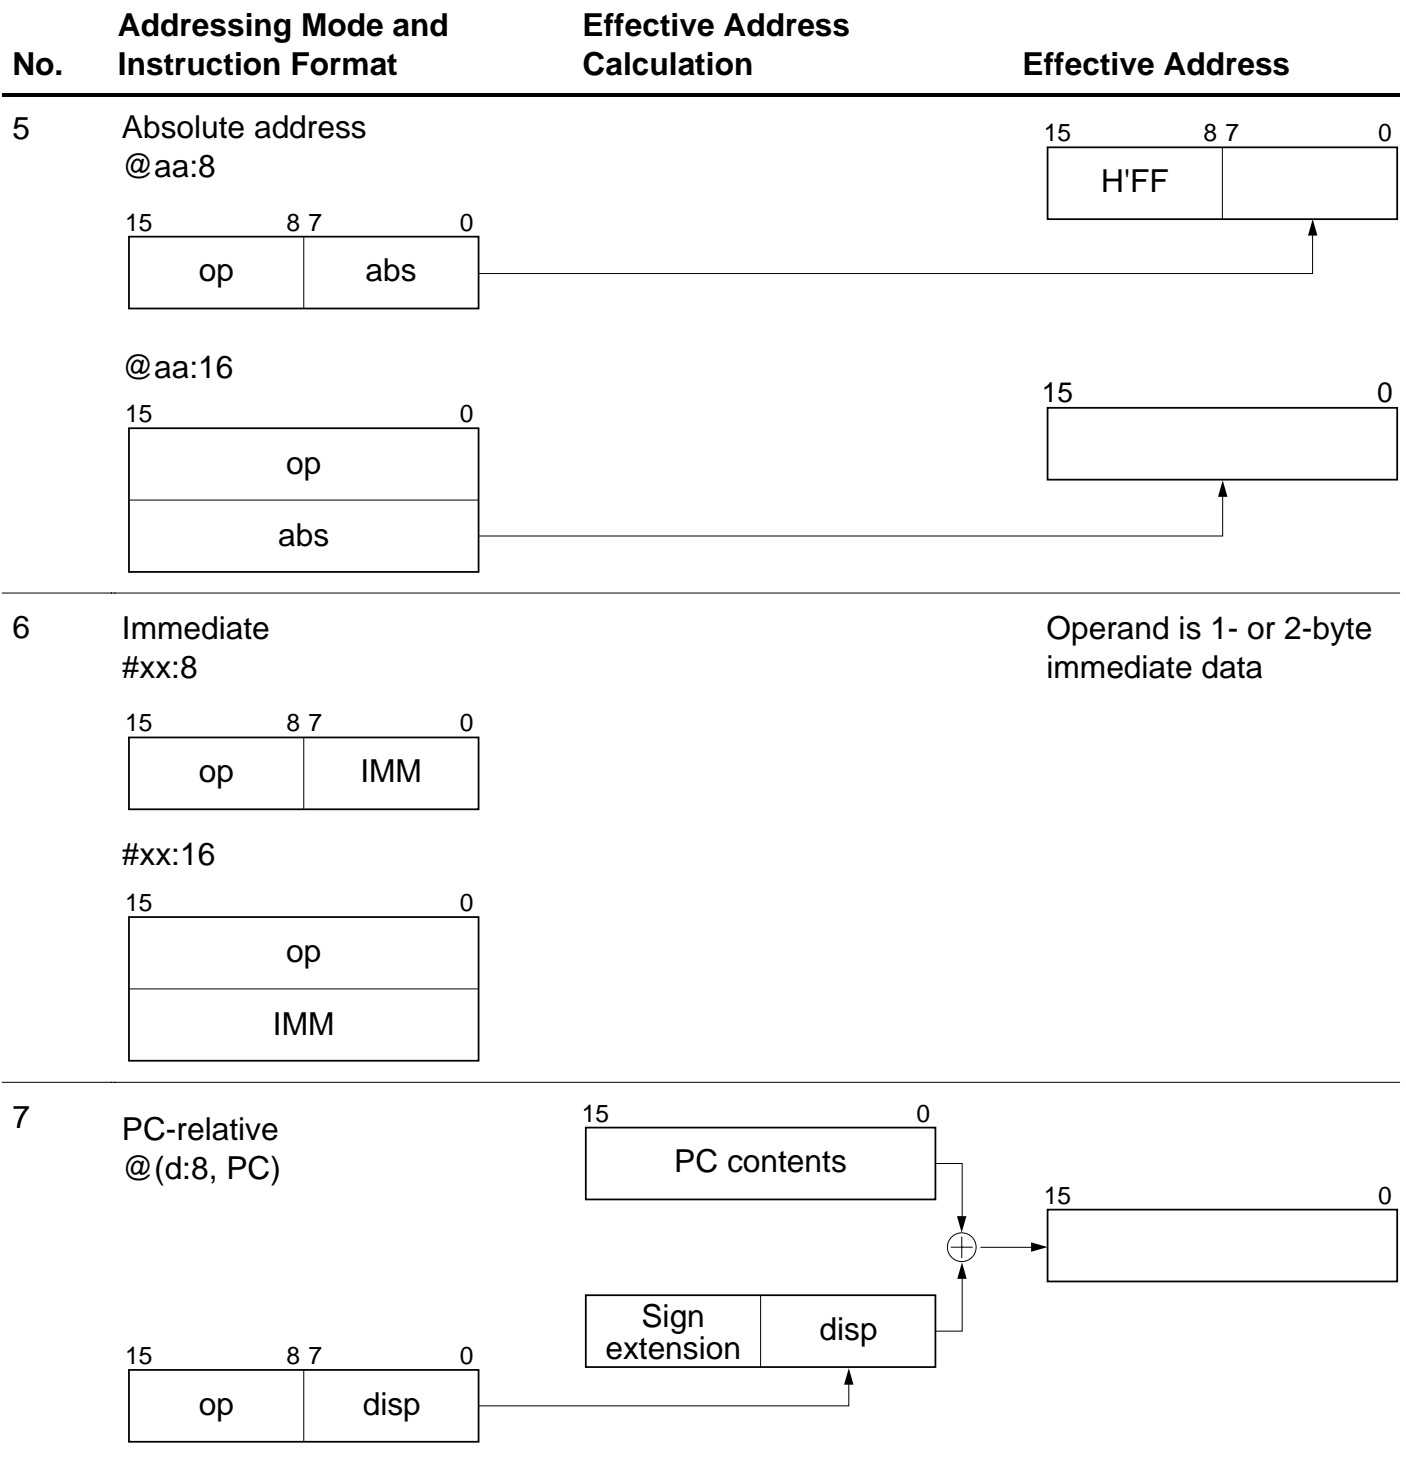 No. Addressing Mode and Instruction Format Effective Address Calculation Effective Address
5 Absolute address
@aa:8
15 8 7 0
H'FF
15 8 7 0
op abs
@aa:16
15 0
15 0
op
abs
6 Immediate
#xx:8
Operand is 1- or 2-byte
immediate data
15 8 7 0
op IMM
#xx:16
15 0
op
IMM
7 PC-relative
@(d:8, PC)
15 0
PC contents
15 0
Sign
extension
disp
15 8 7 0
op disp